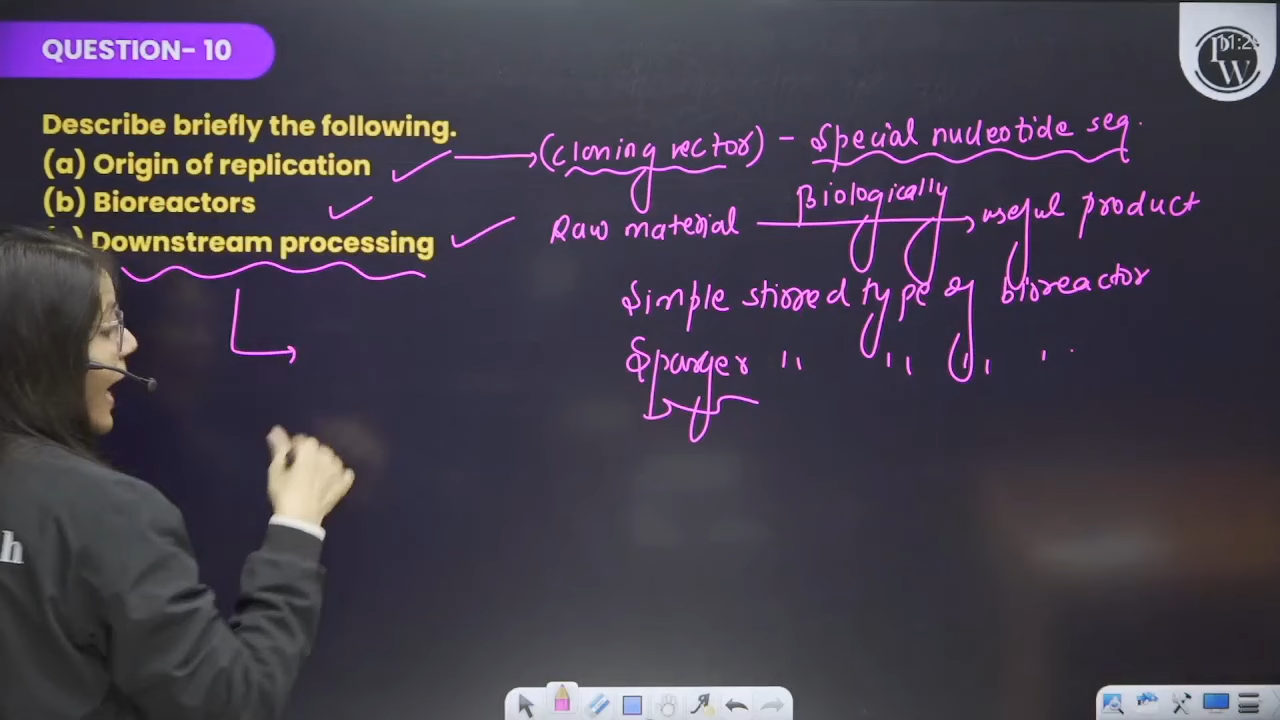 QUESTION- 10
Describe briefly the following.
(a) Origin of replication
(cloning vector) - Special nucleotide seq.
(b) Bioreactors
Downstream processing
Raw material Biologically useful product
Simple stirred type of bioreactor
Sparger " " " "
h
PW